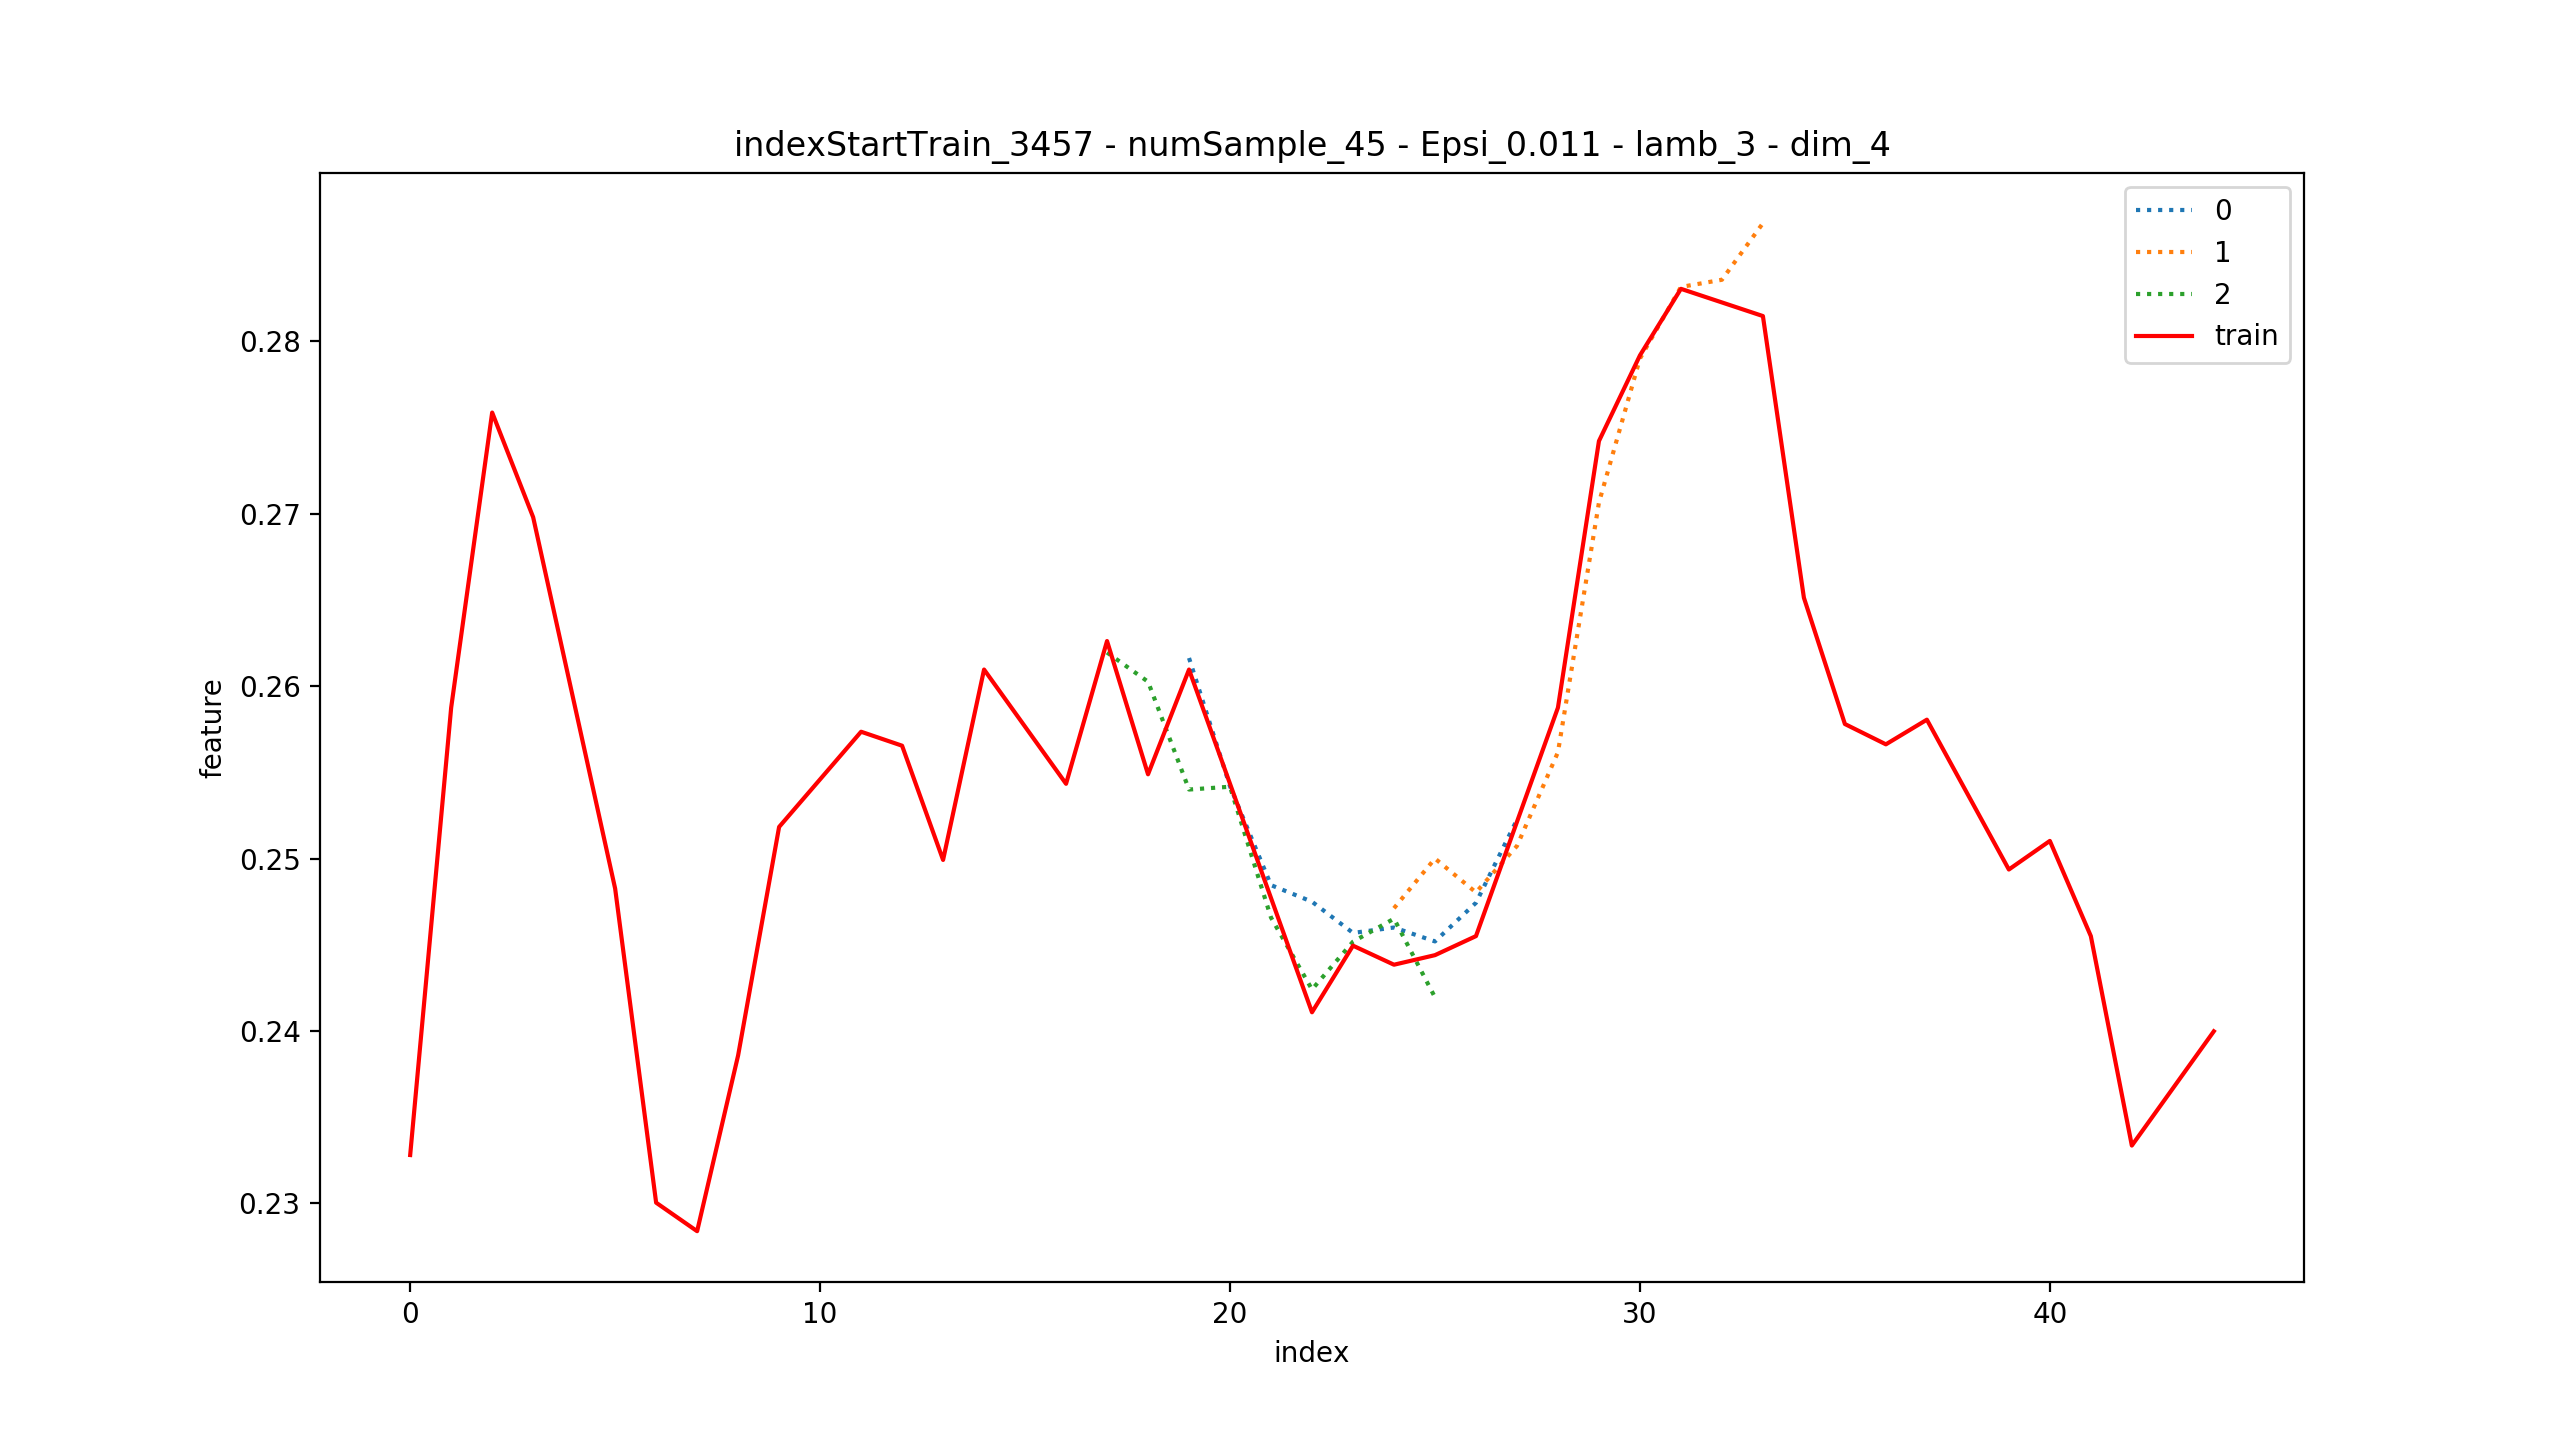 indexStartTrain_3457 - numSample_45 - Epsi_0.011 - lamb_3 - dim_4
0
1
2
train
feature
0.28
0.27
0.26
0.25
0.24
0.23
0 10 20 30 40
index